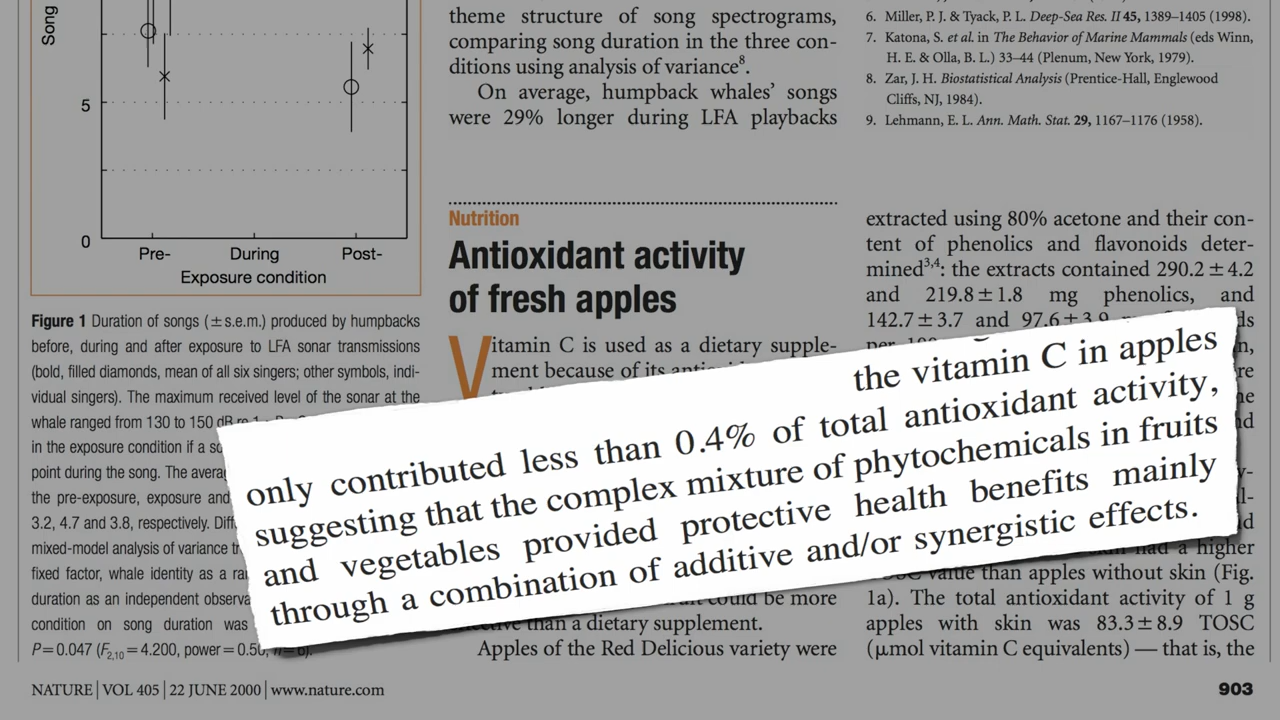 Song
5
0
Pre-
During
Post-
Exposure condition
Figure 1 Duration of songs (±s.e.m.) produced by humpbacks
before, during and after exposure to LFA sonar transmissions
(bold, filled diamonds, mean of all six singers; other symbols, indi-
vidual singers). The maximum received level of the sonar at the
whale ranged from 130 to 150 dB
in the exposure condition if a
point during the song. The
the pre-exposure, exposure and
3.2, 4.7 and 3.8, respectively.
mixed-model analysis of variance
fixed factor, whale identity as a
duration as an independent
condition on song duration was
P=0.047 (F2,10=4.200, power=0.50, n=6).
theme structure of song spectrograms,
comparing song duration in the three con-
ditions using analysis of variance8.
On average, humpback whales' songs
were 29% longer during LFA playbacks
6. Miller, P. J. & Tyack, P. L. Deep-Sea Res. II 45, 1389–1405 (1998).
7. Katona, S. et al. in The Behavior of Marine Mammals (eds Winn,
H. E. & Olla, B. L.) 33–44 (Plenum, New York, 1979).
8. Zar, J. H. Biostatistical Analysis (Prentice-Hall, Englewood
Cliffs, NJ, 1984).
9. Lehmann, E. L. Ann. Math. Stat. 29, 1167–1176 (1958).
Nutrition
Antioxidant activity
of fresh apples
Vitamin C is used as a dietary supple-
ment because of its
could be more
than a dietary supplement.
Apples of the Red Delicious variety were
extracted using 80% acetone and their con-
tent of phenolics and flavonoids deter-
mined3,4: the extracts contained 290.2±4.2
and 219.8±1.8 mg phenolics, and
142.7±3.7 and 97.6±3.9
had a higher
value than apples without skin (Fig.
1a). The total antioxidant activity of 1 g
apples with skin was 83.3±8.9 TOSC
(μmol vitamin C equivalents) — that is, the
the vitamin C in apples
only contributed less than 0.4% of total antioxidant activity,
suggesting that the complex mixture of phytochemicals in fruits
and vegetables provided protective health benefits mainly
through a combination of additive and/or synergistic effects.
NATURE | VOL 405 | 22 JUNE 2000 | www.nature.com
903